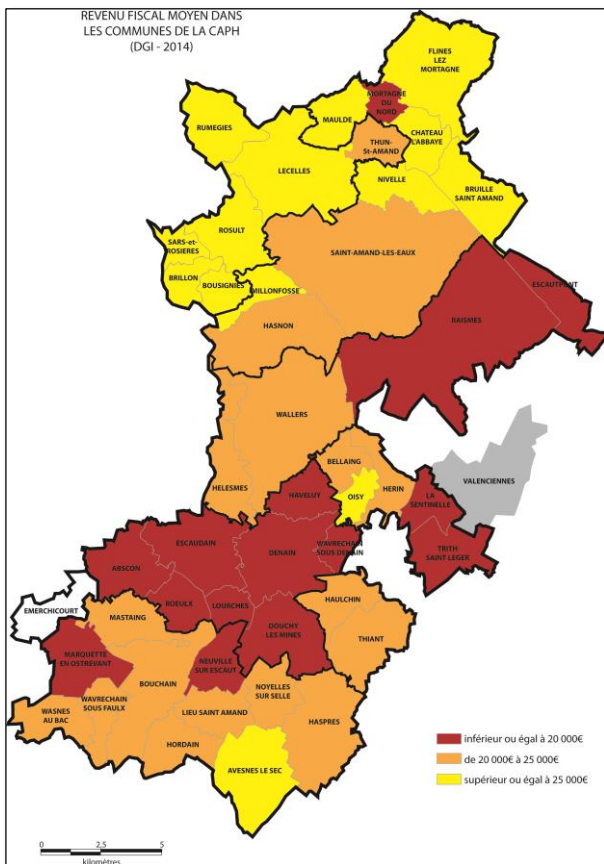 REVENU FISCAL MOYEN DANS
LES COMMUNES DE LA CAPH
(DGI - 2014)
FLINES
LEZ
MORTAGNE
MORTAGNE
DU
NORD
MAULDE
RUMEGIES
CHATEAU
L'ABBAYE
THUN-
St-AMAND
LECELLES
NIVELLE
BRUILLE
SAINT AMAND
ROSULT
SARS-et-
ROSIERES
SAINT-AMAND-LES-EAUX
BRILLON
BOUSIGNIES
MILLONFOSSE
ESCAUTPONT
RAISMES
HASNON
WALLERS
BELLAING
VALENCIENNES
HELESMES
HAVELUY
OISY
HERIN
LA
SENTINELLE
ESCAUDAIN
DENAIN
WAVRECHAIN
SOUS DENAIN
TRITH
SAINT LEGER
ABSCON
ROEULX
LOURCHES
HAULCHIN
EMERCHICOURT
MASTAING
DOUCHY
LES MINES
THIANT
MARQUETTE
EN OSTREVANT
NEUVILLE
SUR ESCAUT
BOUCHAIN
NOYELLES
SUR SELLE
WAVRECHAIN
SOUS FAULX
WASNES
AU BAC
LIEU SAINT AMAND
HASPRES
HORDAIN
AVESNES LE SEC
inférieur ou égal à 20 000€
de 20 000€ à 25 000€
supérieur ou égal à 25 000€
0 2,5 5
kilomètres